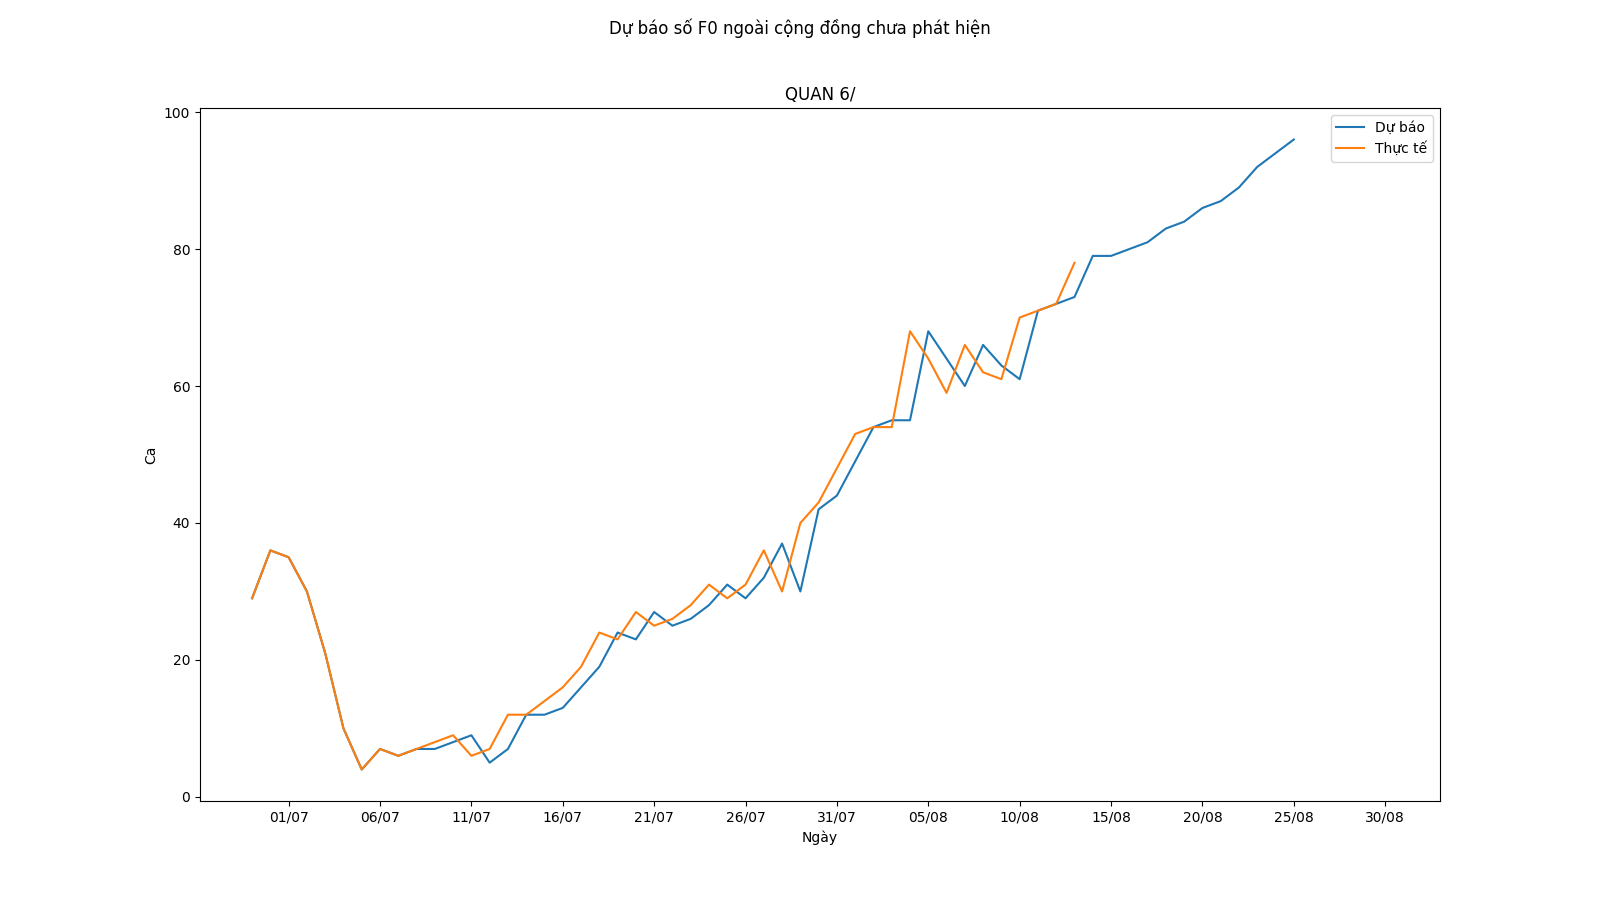 Dự báo số F0 ngoài cộng đồng chưa phát hiện
QUAN 6/
Dự báo
Thực tế
100
80
60
40
20
0
Ca
01/07 06/07 11/07 16/07 21/07 26/07 31/07 05/08 10/08 15/08 20/08 25/08 30/08
Ngày